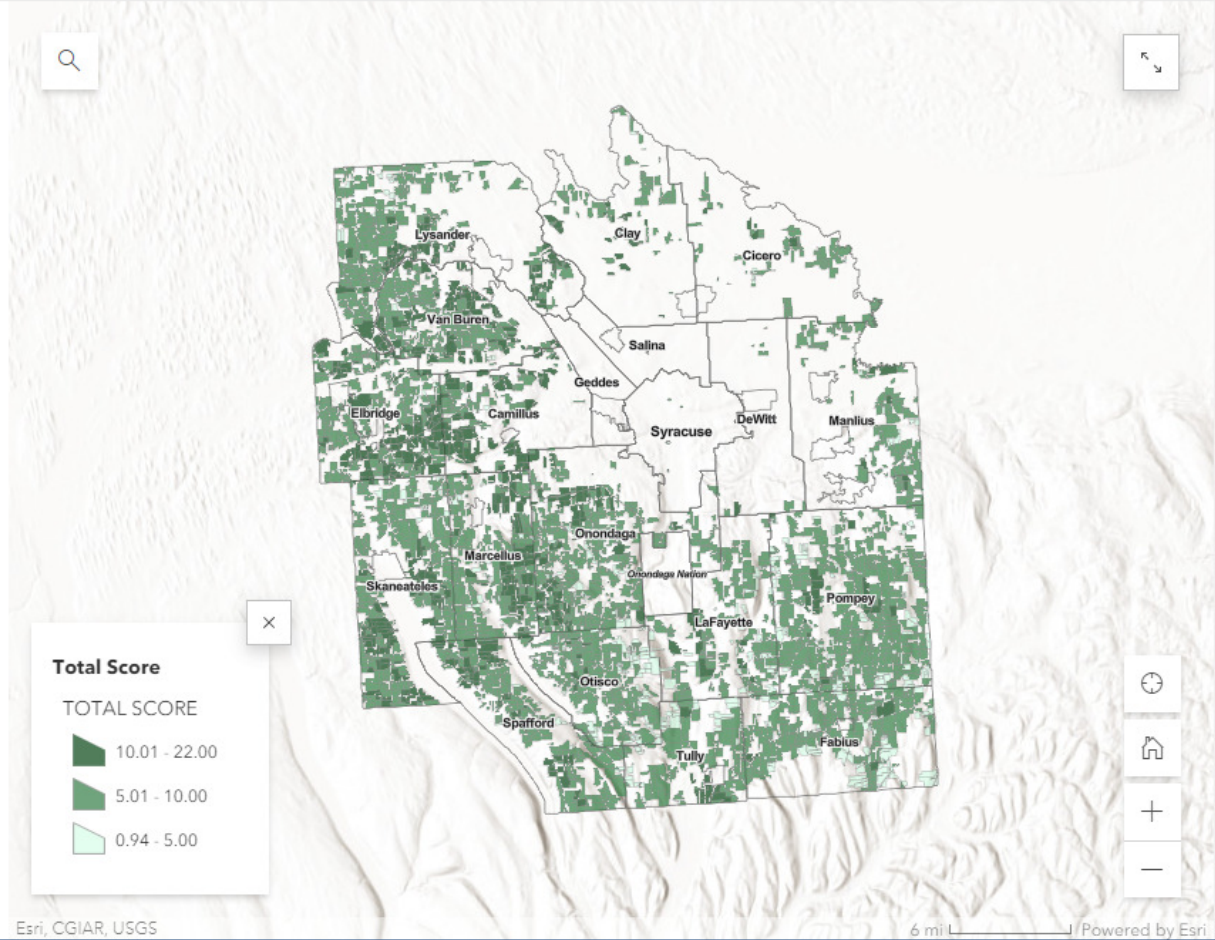 Lysander
Clay
Cicero
Van Buren
Salina
Geddes
Elbridge
Camillus
Syracuse
DeWitt
Manlius
Onondaga
Marcellus
Onondaga Nation
Skaneateles
Pompey
LaFayette
Otisco
Spafford
Tully
Fabius
Total Score
TOTAL SCORE
10.01 - 22.00
5.01 - 10.00
0.94 - 5.00
Esri, CGIAR, USGS
6 mi
Powered by Esri